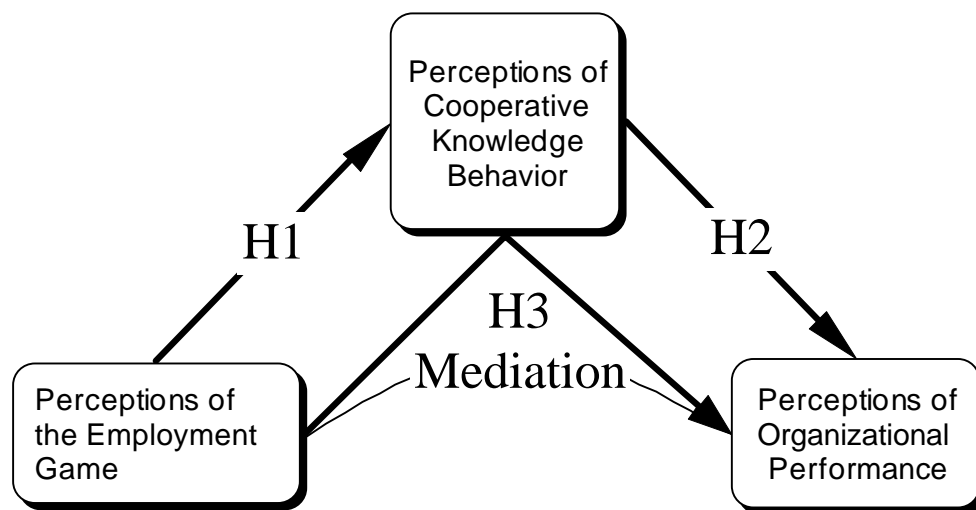 Perceptions of
Cooperative
Knowledge
Behavior
H1
H2
H3
Mediation
Perceptions of
the Employment
Game
Perceptions of
Organizational
Performance